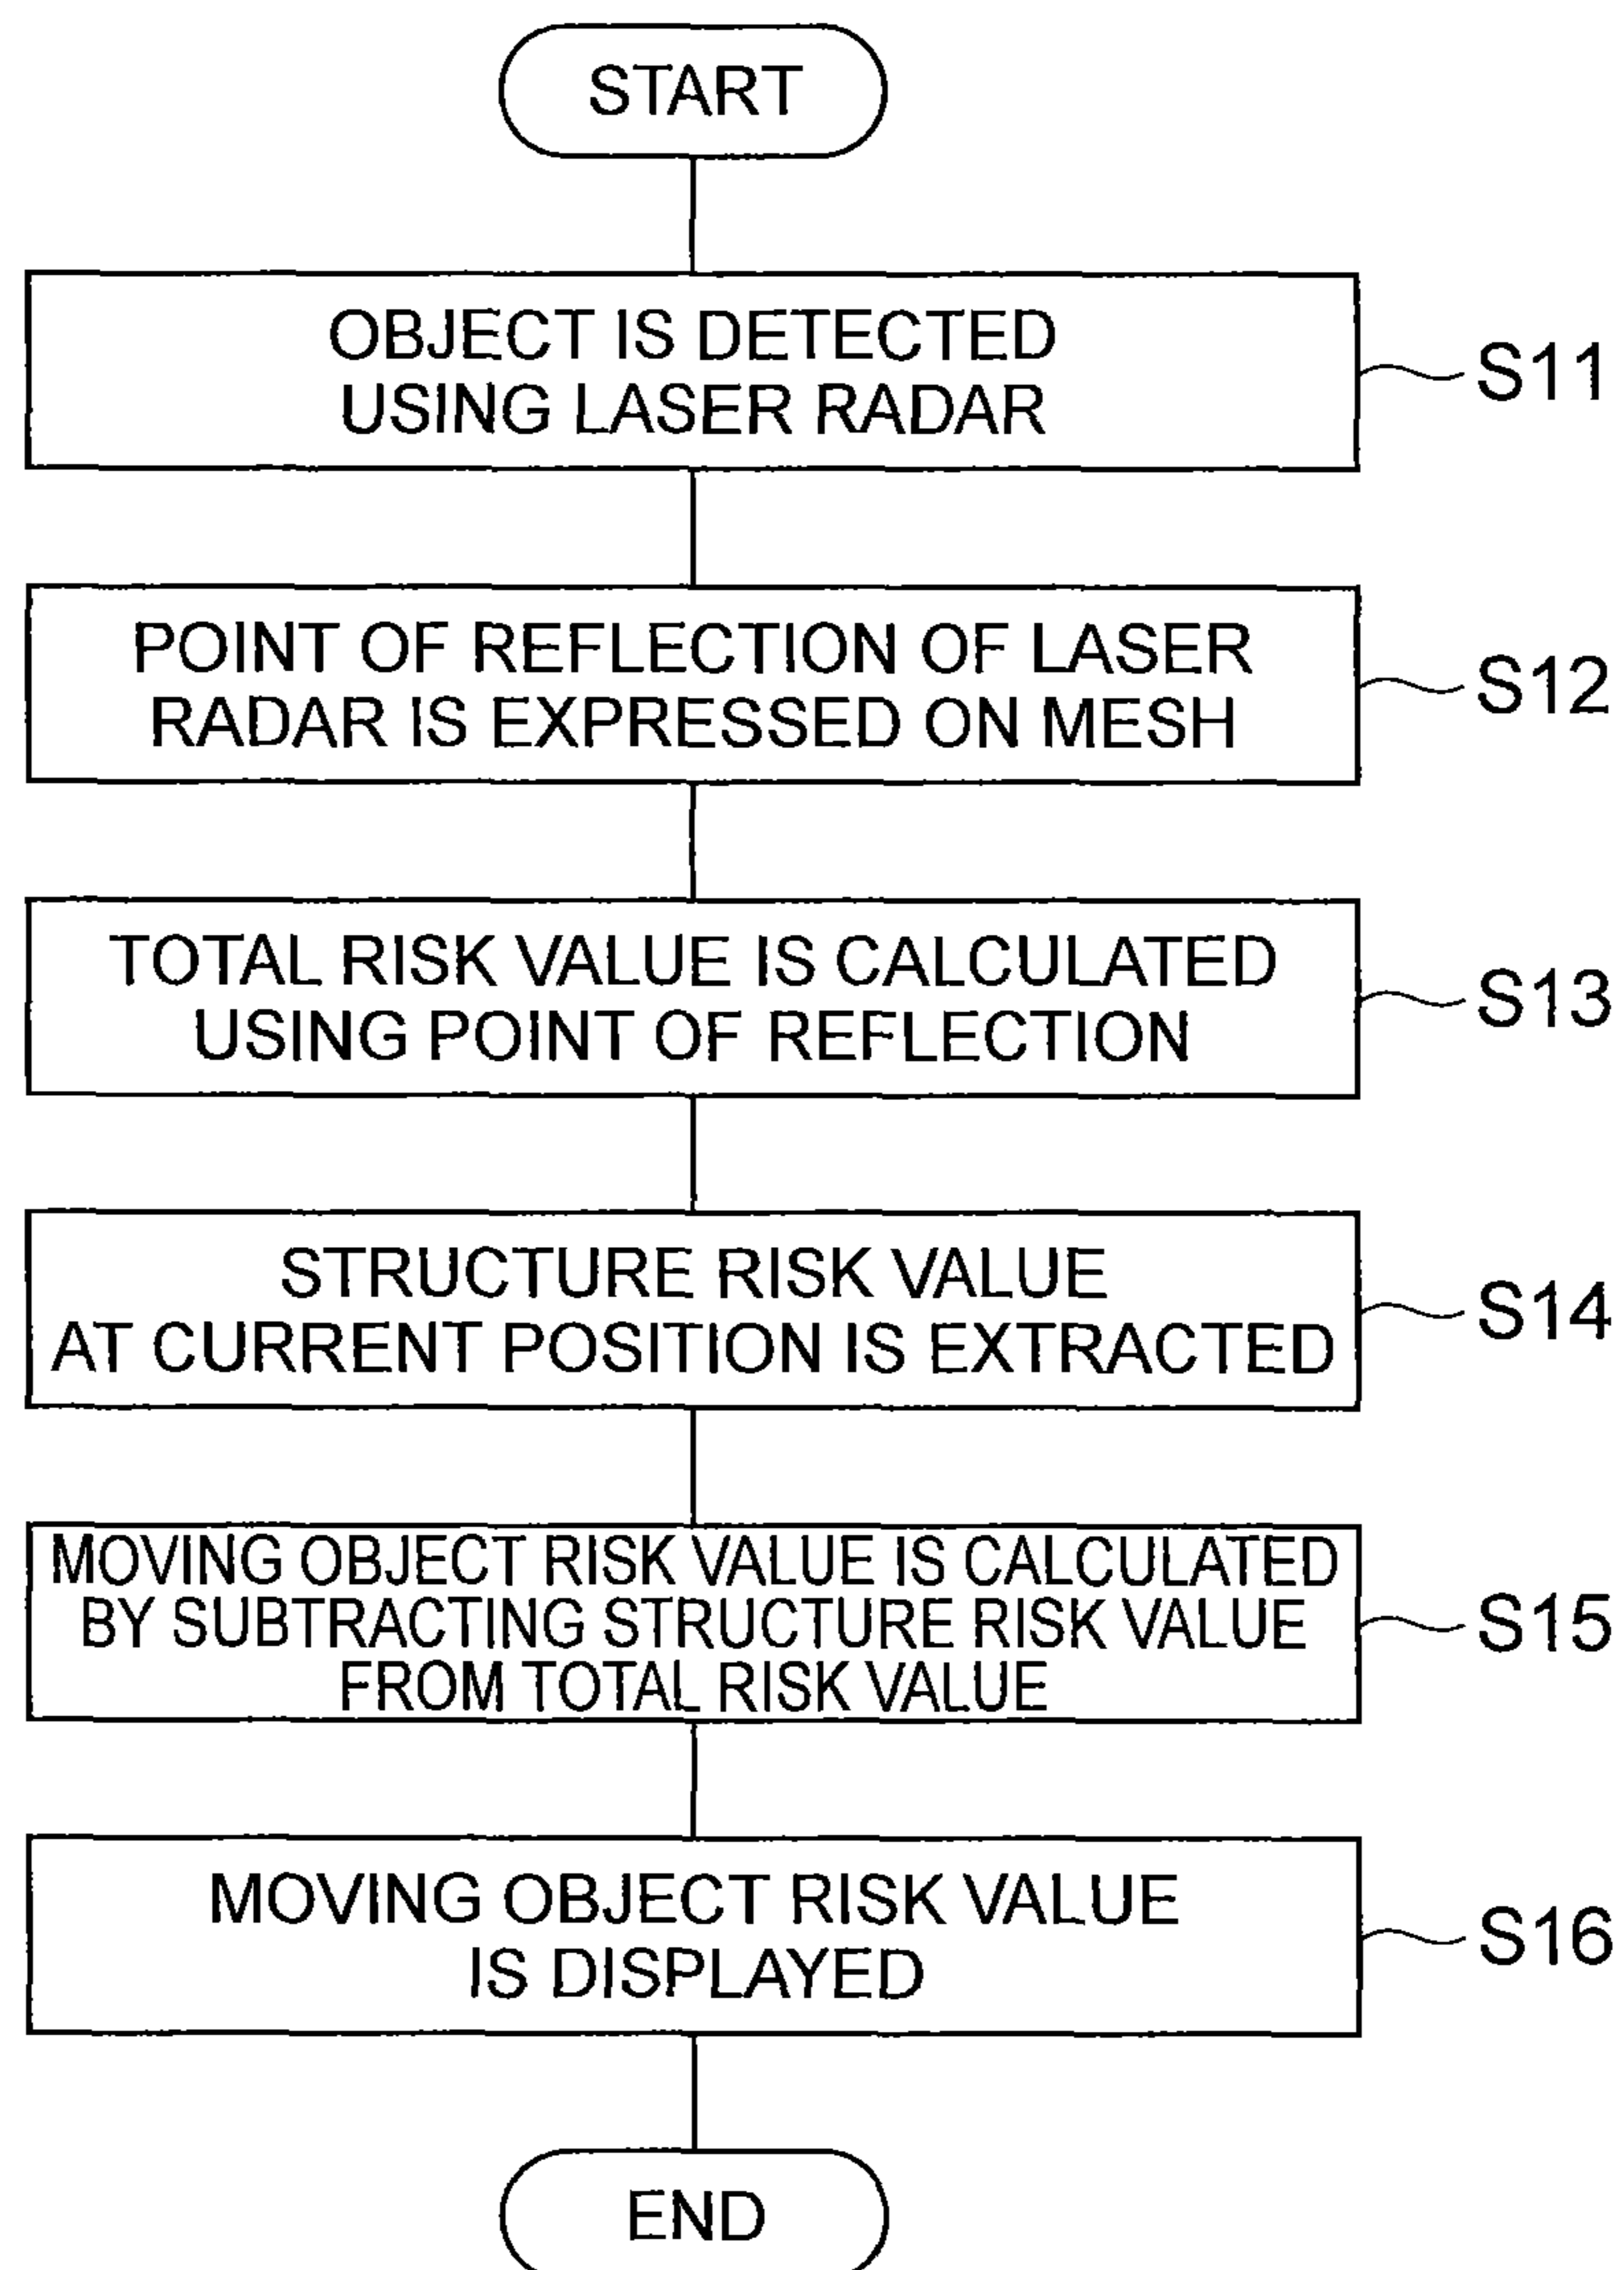 START
OBJECT IS DETECTED
USING LASER RADAR
S11
POINT OF REFLECTION OF LASER
RADAR IS EXPRESSED ON MESH
S12
TOTAL RISK VALUE IS CALCULATED
USING POINT OF REFLECTION
S13
STRUCTURE RISK VALUE
AT CURRENT POSITION IS EXTRACTED
S14
MOVING OBJECT RISK VALUE IS CALCULATED
BY SUBTRACTING STRUCTURE RISK VALUE
FROM TOTAL RISK VALUE
S15
MOVING OBJECT RISK VALUE
IS DISPLAYED
S16
END